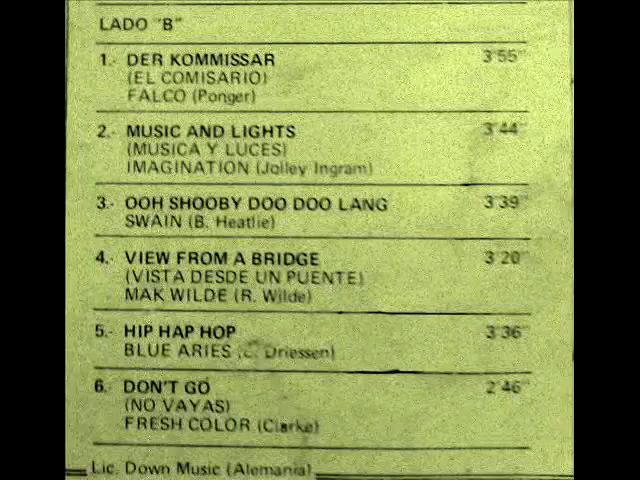 LADO "B"
1.- DER KOMMISSAR 3'55"
(EL COMISARIO)
FALCO (Ponger)
2.- MUSIC AND LIGHTS 3'44"
(MUSICA Y LUCES)
IMAGINATION (Jolley Ingram)
3.- OOH SHOOBY DOO DOO LANG 3'39"
SWAIN (B. Heatlie)
4.- VIEW FROM A BRIDGE 3'20"
(VISTA DESDE UN PUENTE)
MAK WILDE (R. Wilde)
5.- HIP HAP HOP 3'36"
BLUE ARIES (C. Driessen)
6.- DON'T GO 2'46"
(NO VAYAS)
FRESH COLOR (Clarke)
Lic. Down Music (Alemania)